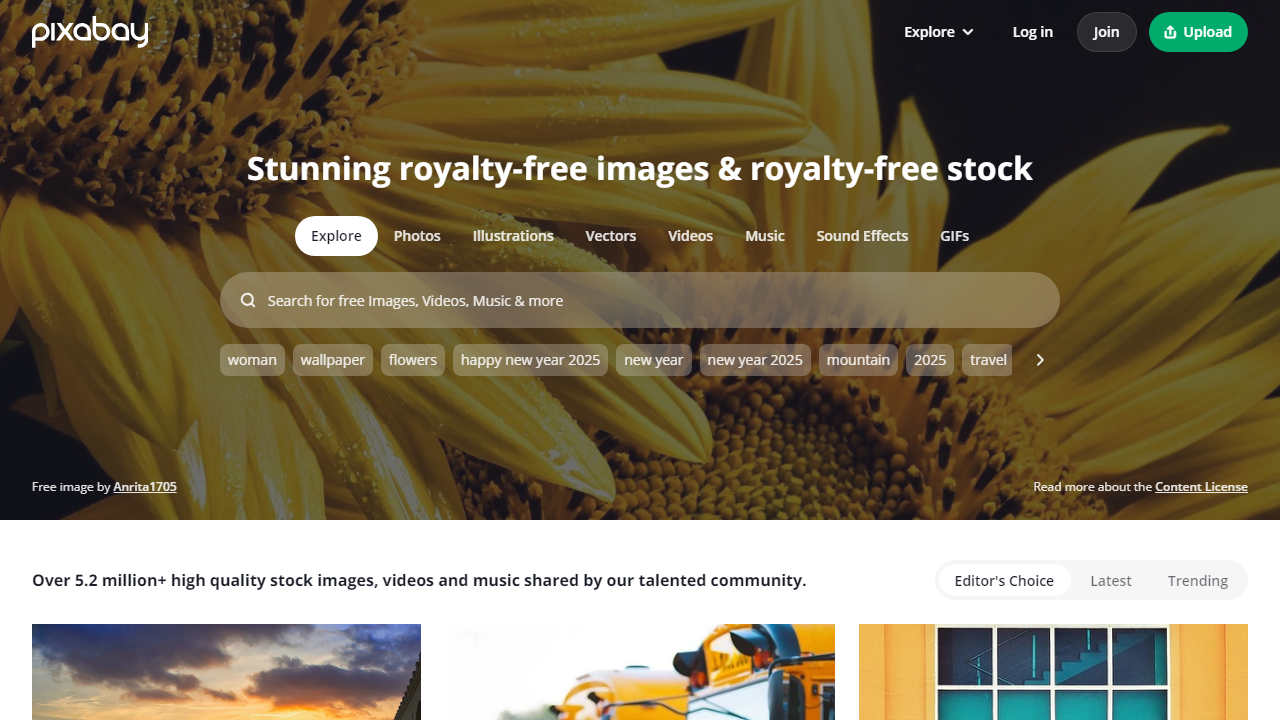 pixabay
Explore
Log in
Join
Upload
Stunning royalty-free images & royalty-free stock
Explore
Photos
Illustrations
Vectors
Videos
Music
Sound Effects
GIFs
Search for free Images, Videos, Music & more
woman
wallpaper
flowers
happy new year 2025
new year
new year 2025
mountain
2025
travel
Free image by Anrita1705
Read more about the Content License
Over 5.2 million+ high quality stock images, videos and music shared by our talented community.
Editor's Choice
Latest
Trending